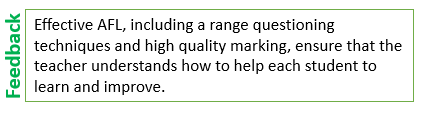 Feedback
Effective AFL, including a range questioning
techniques and high quality marking, ensure that the
teacher understands how to help each student to
learn and improve.